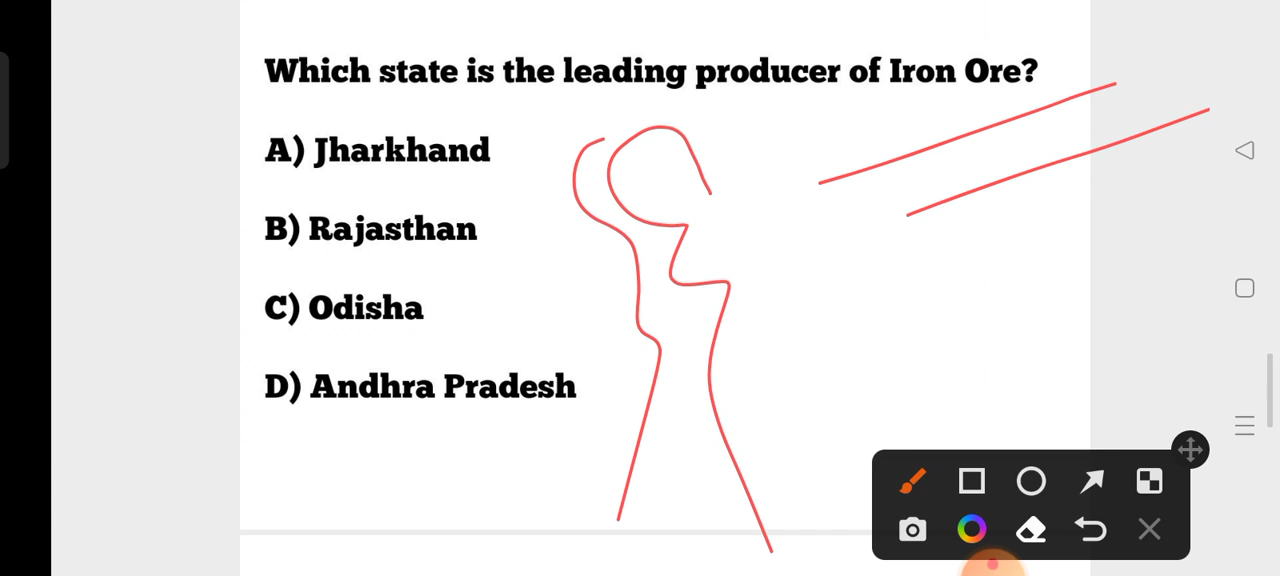 Which state is the leading producer of Iron Ore?
A) Jharkhand
B) Rajasthan
C) Odisha
D) Andhra Pradesh